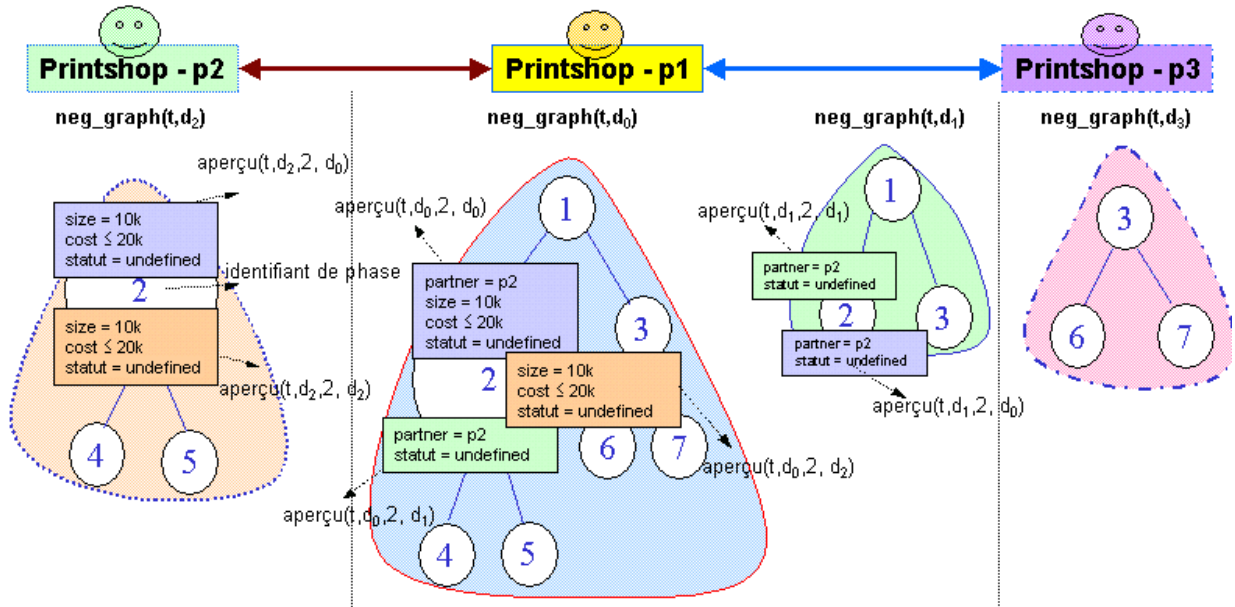 Printshop - p2
Printshop - p1
Printshop - p3
neg_graph(t,d₂)
neg_graph(t,d₀)
neg_graph(t,d₁)
neg_graph(t,d₃)
aperçu(t,d₂,2, d₀)
size = 10k
cost ≤ 20k
statut = undefined
identifiant de phase
2
size = 10k
cost ≤ 20k
statut = undefined
aperçu(t,d₂,2, d₂)
4
5
aperçu(t,d₀,2, d₀)
1
partner = p2
size = 10k
cost ≤ 20k
statut = undefined
3
2
size = 10k
cost ≤ 20k
statut = undefined
partner = p2
statut = undefined
6
7
aperçu(t,d₀,2, d₂)
aperçu(t,d₀,2, d₁)
4
5
1
aperçu(t,d₁,2, d₁)
partner = p2
statut = undefined
2
3
partner = p2
statut = undefined
aperçu(t,d₁,2, d₀)
3
6
7